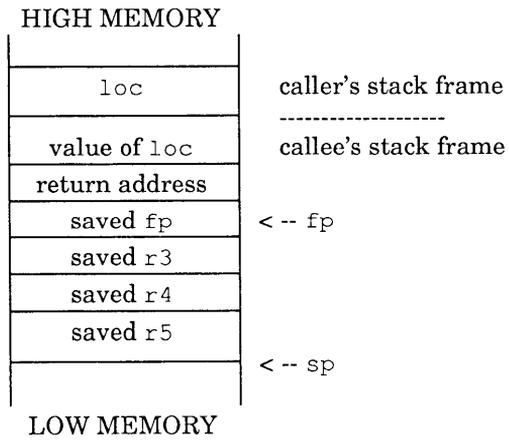 HIGH MEMORY
loc caller's stack frame
--------------------
value of loc callee's stack frame
return address
saved fp < -- fp
saved r3
saved r4
saved r5
< -- sp
LOW MEMORY